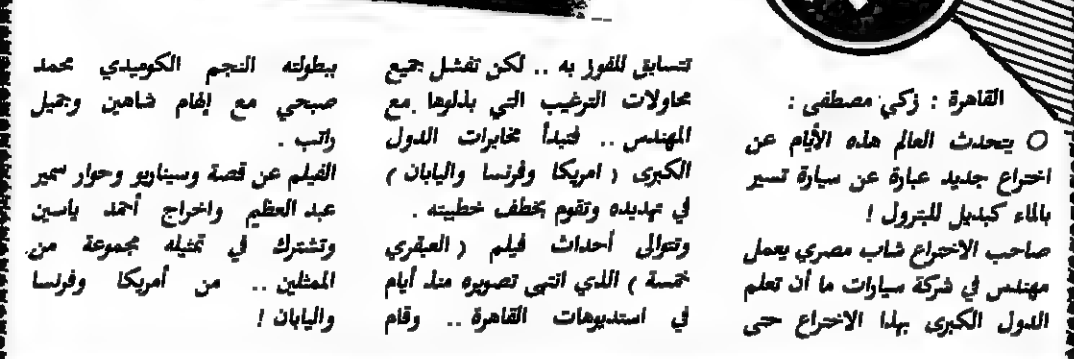 القاهرة : زكي مصطفى :
○ يتحدث العالم هذه الأيام عن
اختراع جديد عبارة عن سيارة تسير
بالماء كبديل للبترول !
صاحب الاختراع شاب مصري يعمل
مهندس في شركة سيارات ما أن تعلم
الدول الكبرى بهذا الاختراع حتى
تتسابق للفوز به .. لكن تفشل جميع
محاولات الترغيب التي بذلوها مع
المهندس .. فتبدأ مخابرات الدول
الكبرى ( امريكا وفرنسا واليابان )
في تهديده وتقوم بخطف خطيبته .
وتتوالى أحداث فيلم ( العبقري
خمسة ) الذي انتهى تصويره منذ أيام
في استديوهات القاهرة .. وقام
ببطولته النجم الكوميدي محمد
صبحي مع إلهام شاهين وجميل
راتب .
الفيلم عن قصة وسيناريو وحوار سمير
عبد العظيم واخراج أحمد ياسين
وتشترك في تمثيله مجموعة من
الممثلين .. من أمريكا وفرنسا
واليابان !